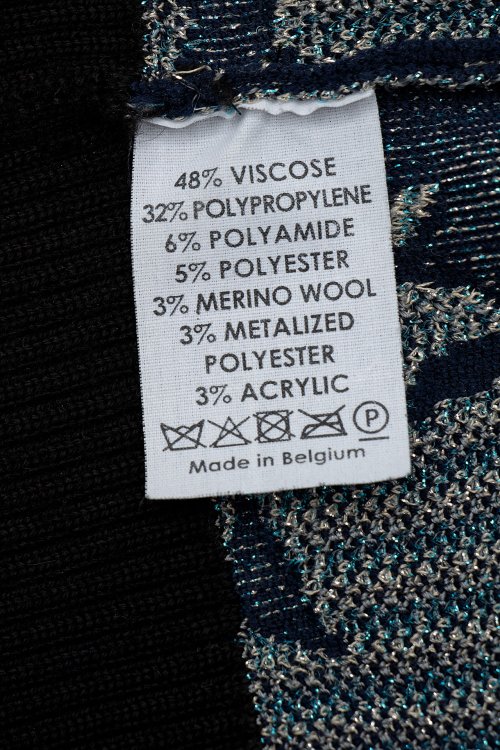 48% VISCOSE
32% POLYPROPYLENE
6% POLYAMIDE
5% POLYESTER
3% MERINO WOOL
3% METALIZED
POLYESTER
3% ACRYLIC
P
Made in Belgium